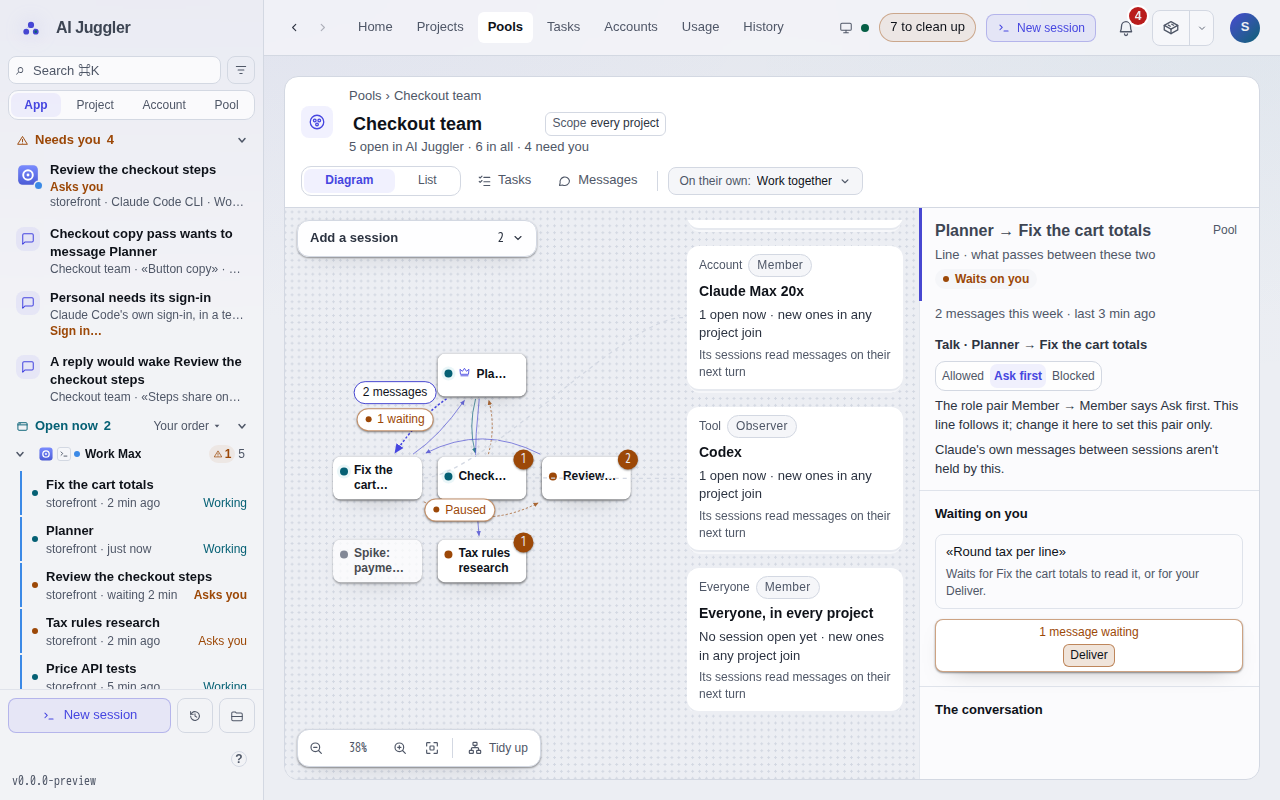 AI Juggler
Search ⌘K
App
Project
Account
Pool
Needs you 4
Review the checkout steps
Asks you
storefront · Claude Code CLI · Wo…
Checkout copy pass wants to
message Planner
Checkout team · «Button copy» · …
Personal needs its sign-in
Claude Code's own sign-in, in a te…
Sign in…
A reply would wake Review the
checkout steps
Checkout team · «Steps share on…
Open now 2
Your order
Work Max
1
5
Fix the cart totals
storefront · 2 min ago
Working
Planner
storefront · just now
Working
Review the checkout steps
storefront · waiting 2 min
Asks you
Tax rules research
storefront · 2 min ago
Asks you
Price API tests
storefront · 5 min ago
Working
New session
?
v0.0.0-preview
Home
Projects
Pools
Tasks
Accounts
Usage
History
7 to clean up
New session
4
S
Pools › Checkout team
Checkout team
Scope every project
5 open in AI Juggler · 6 in all · 4 need you
Diagram
List
Tasks
Messages
On their own: Work together
Add a session
2
Pla…
2 messages
1 waiting
Fix the
cart…
Check…
1
Review…
2
Paused
Spike:
payme…
Tax rules
research
1
38%
Tidy up
Account
Member
Claude Max 20x
1 open now · new ones in any
project join
Its sessions read messages on their
next turn
Tool
Observer
Codex
1 open now · new ones in any
project join
Its sessions read messages on their
next turn
Everyone
Member
Everyone, in every project
No session open yet · new ones
in any project join
Its sessions read messages on their
next turn
Planner → Fix the cart totals
Pool
Line · what passes between these two
Waits on you
2 messages this week · last 3 min ago
Talk · Planner → Fix the cart totals
Allowed
Ask first
Blocked
The role pair Member → Member says Ask first. This
line follows it; change it here to set this pair only.
Claude's own messages between sessions aren't
held by this.
Waiting on you
«Round tax per line»
Waits for Fix the cart totals to read it, or for your
Deliver.
1 message waiting
Deliver
The conversation